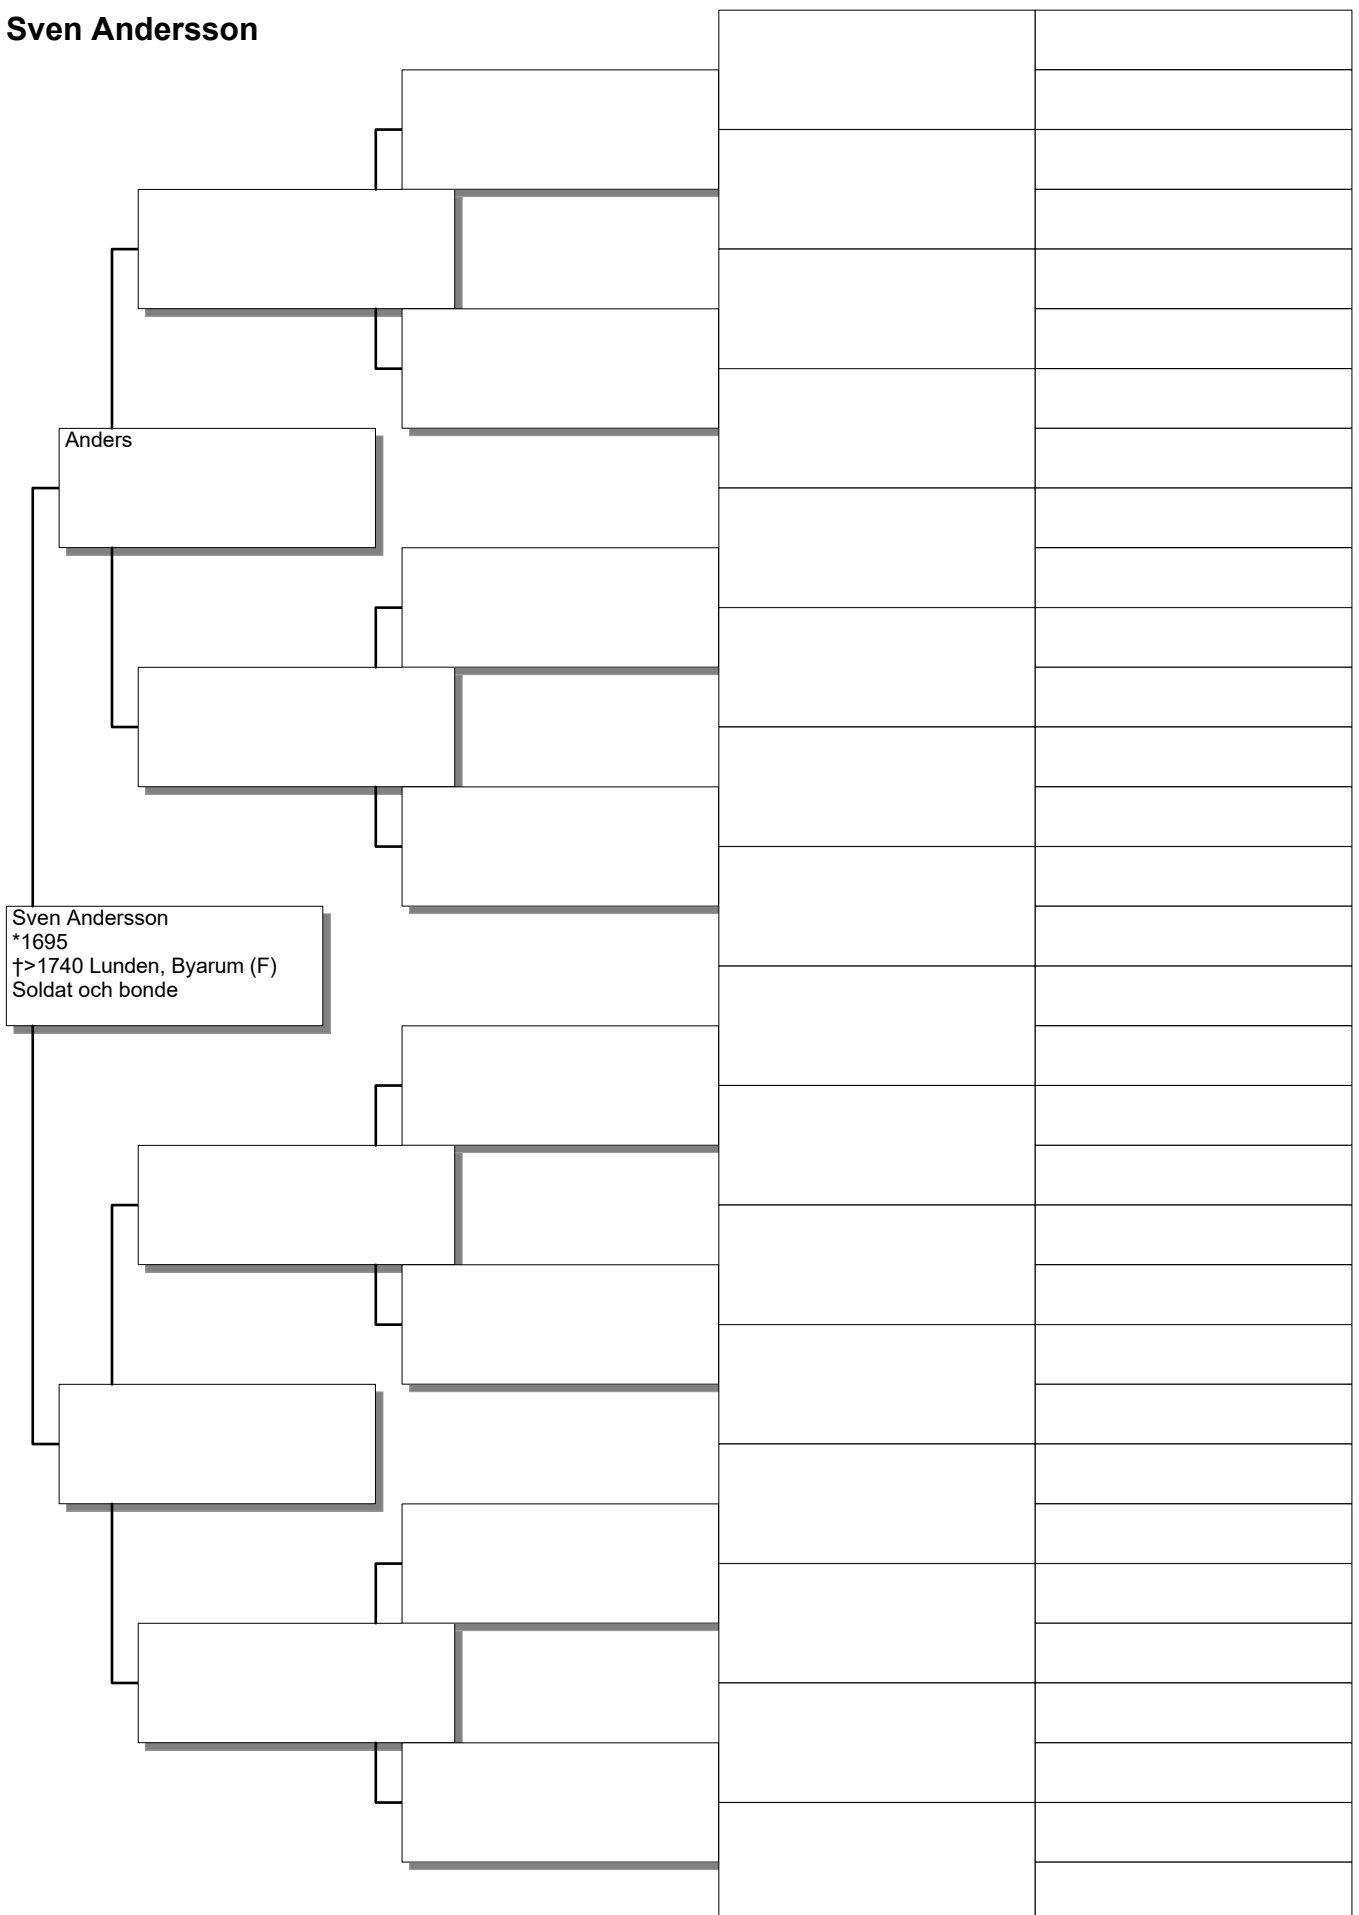 Sven Andersson
Anders
Sven Andersson
*1695
†>1740 Lunden, Byarum (F)
Soldat och bonde